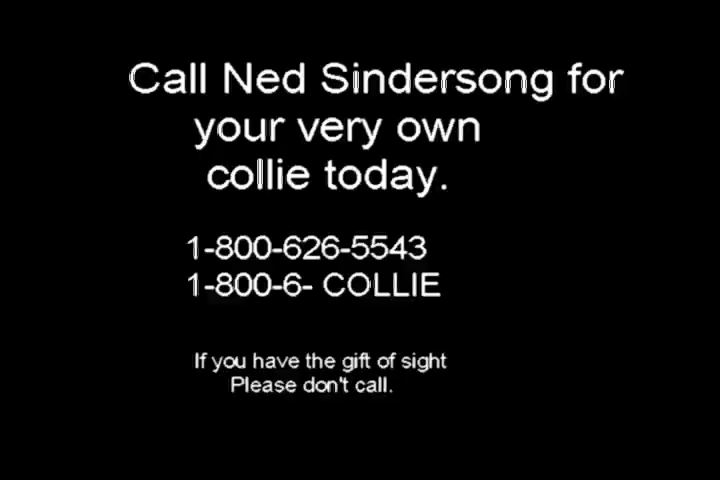 Call Ned Sindersong for
your very own
collie today.
1-800-626-5543
1-800-6- COLLIE
If you have the gift of sight
Please don't call.